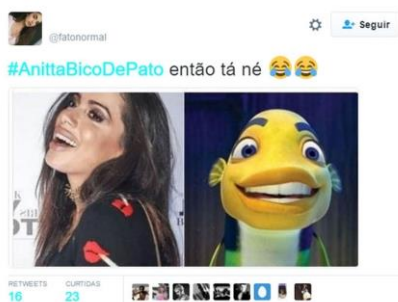 Seguir
@fatonormal
#AnittaBicoDePato então tá né 😂😂
RETWEETS CURTIDAS
16 23